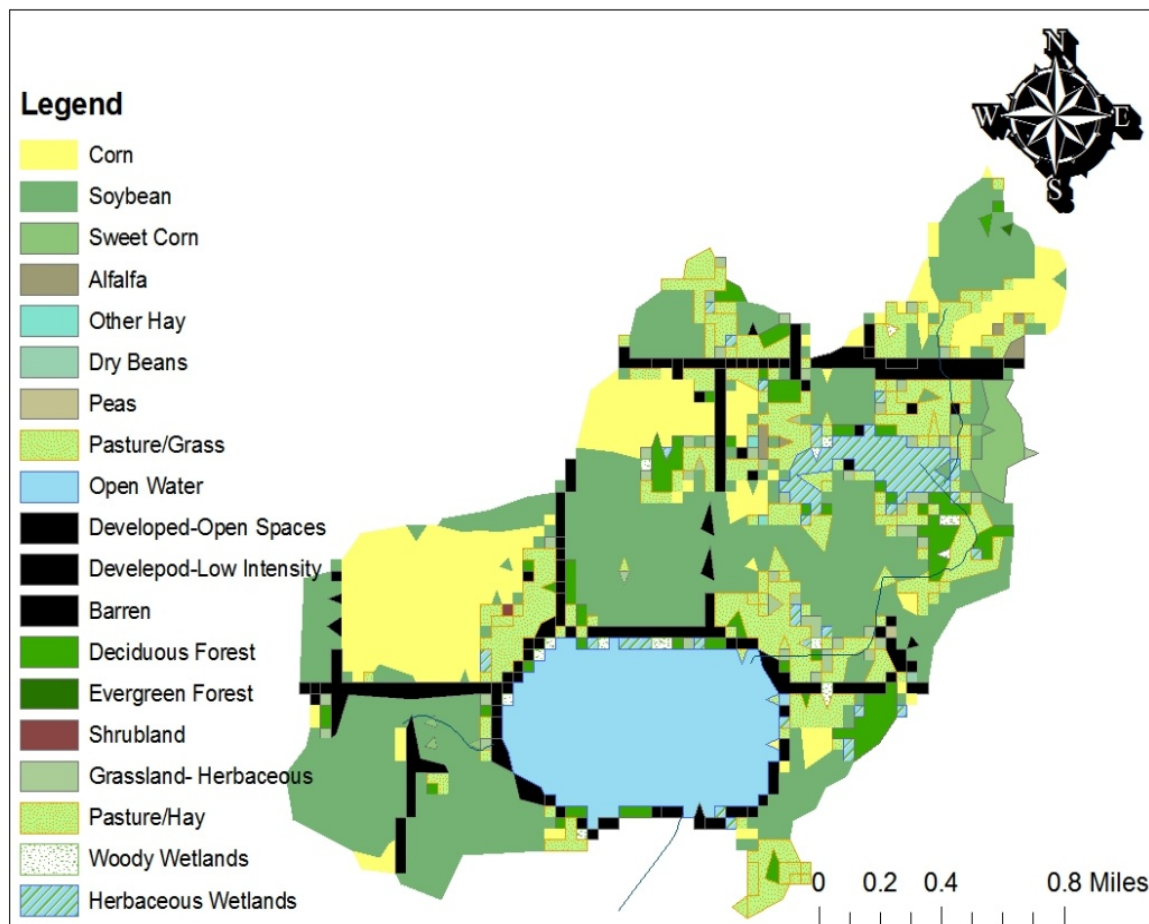 N
W E
S
Legend
Corn
Soybean
Sweet Corn
Alfalfa
Other Hay
Dry Beans
Peas
Pasture/Grass
Open Water
Developed-Open Spaces
Develepod-Low Intensity
Barren
Deciduous Forest
Evergreen Forest
Shrubland
Grassland- Herbaceous
Pasture/Hay
Woody Wetlands
Herbaceous Wetlands
0 0.2 0.4 0.8 Miles